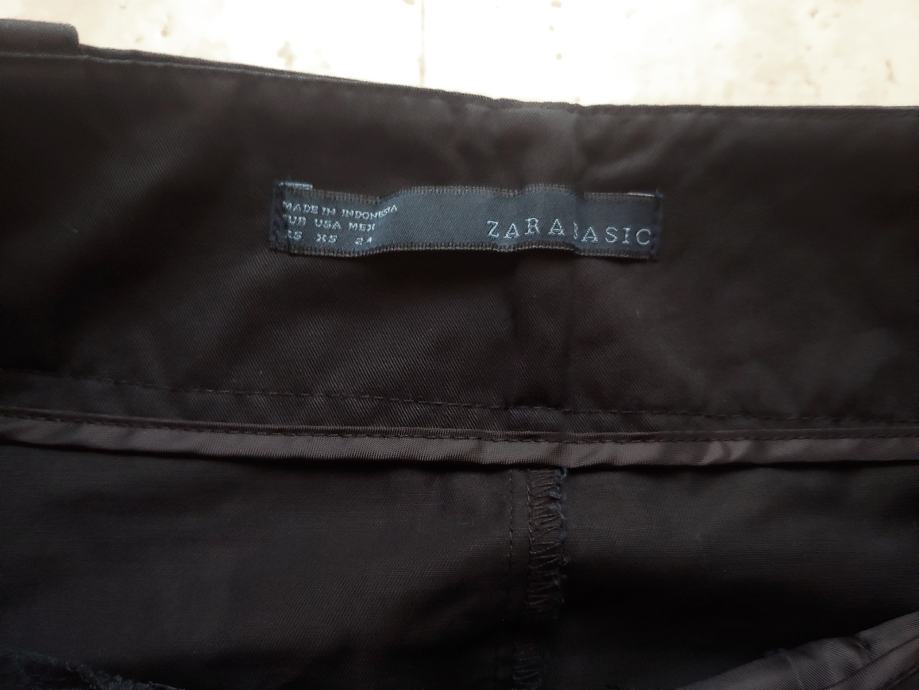 MADE IN INDONESIA
EUR USA MEX
XS XS 24
ZARA BASIC